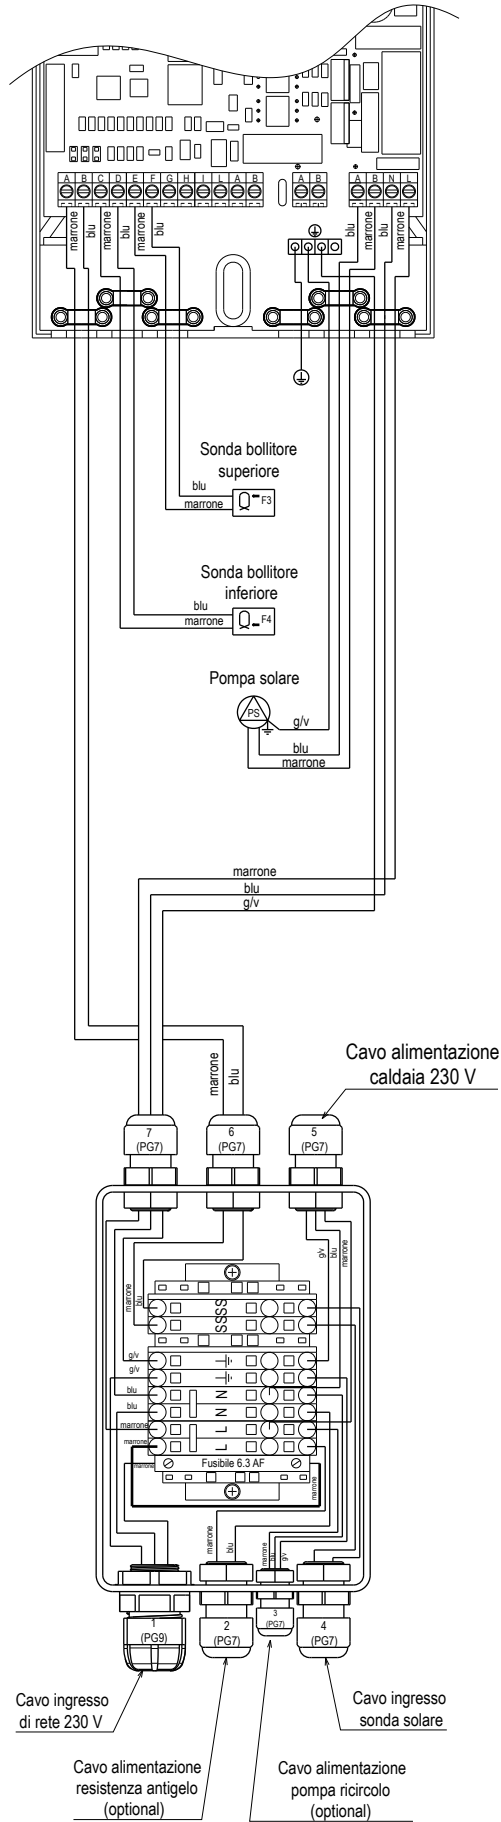 A B C D E F G H I L A B
A B
A B N L
marrone
blu
marrone
blu
marrone
blu
blu
marrone
blu
marrone
Sonda bollitore
superiore
blu
marrone
F3
Sonda bollitore
inferiore
blu
marrone
F4
Pompa solare
PS
g/v
blu
marrone
marrone
blu
g/v
marrone
blu
Cavo alimentazione
caldaia 230 V
7
(PG7)
6
(PG7)
5
(PG7)
marrone
blu
g/v
blu
marrone
SSSS
g/v
g/v
blu
N
blu
N
marrone
L
marrone
L
marrone
Fusibile 6.3 AF
marrone
marrone
blu
marrone
blu
g/v
1
(PG9)
2
(PG7)
3
(PG7)
4
(PG7)
Cavo ingresso
di rete 230 V
Cavo ingresso
sonda solare
Cavo alimentazione
resistenza antigelo
(optional)
Cavo alimentazione
pompa ricircolo
(optional)